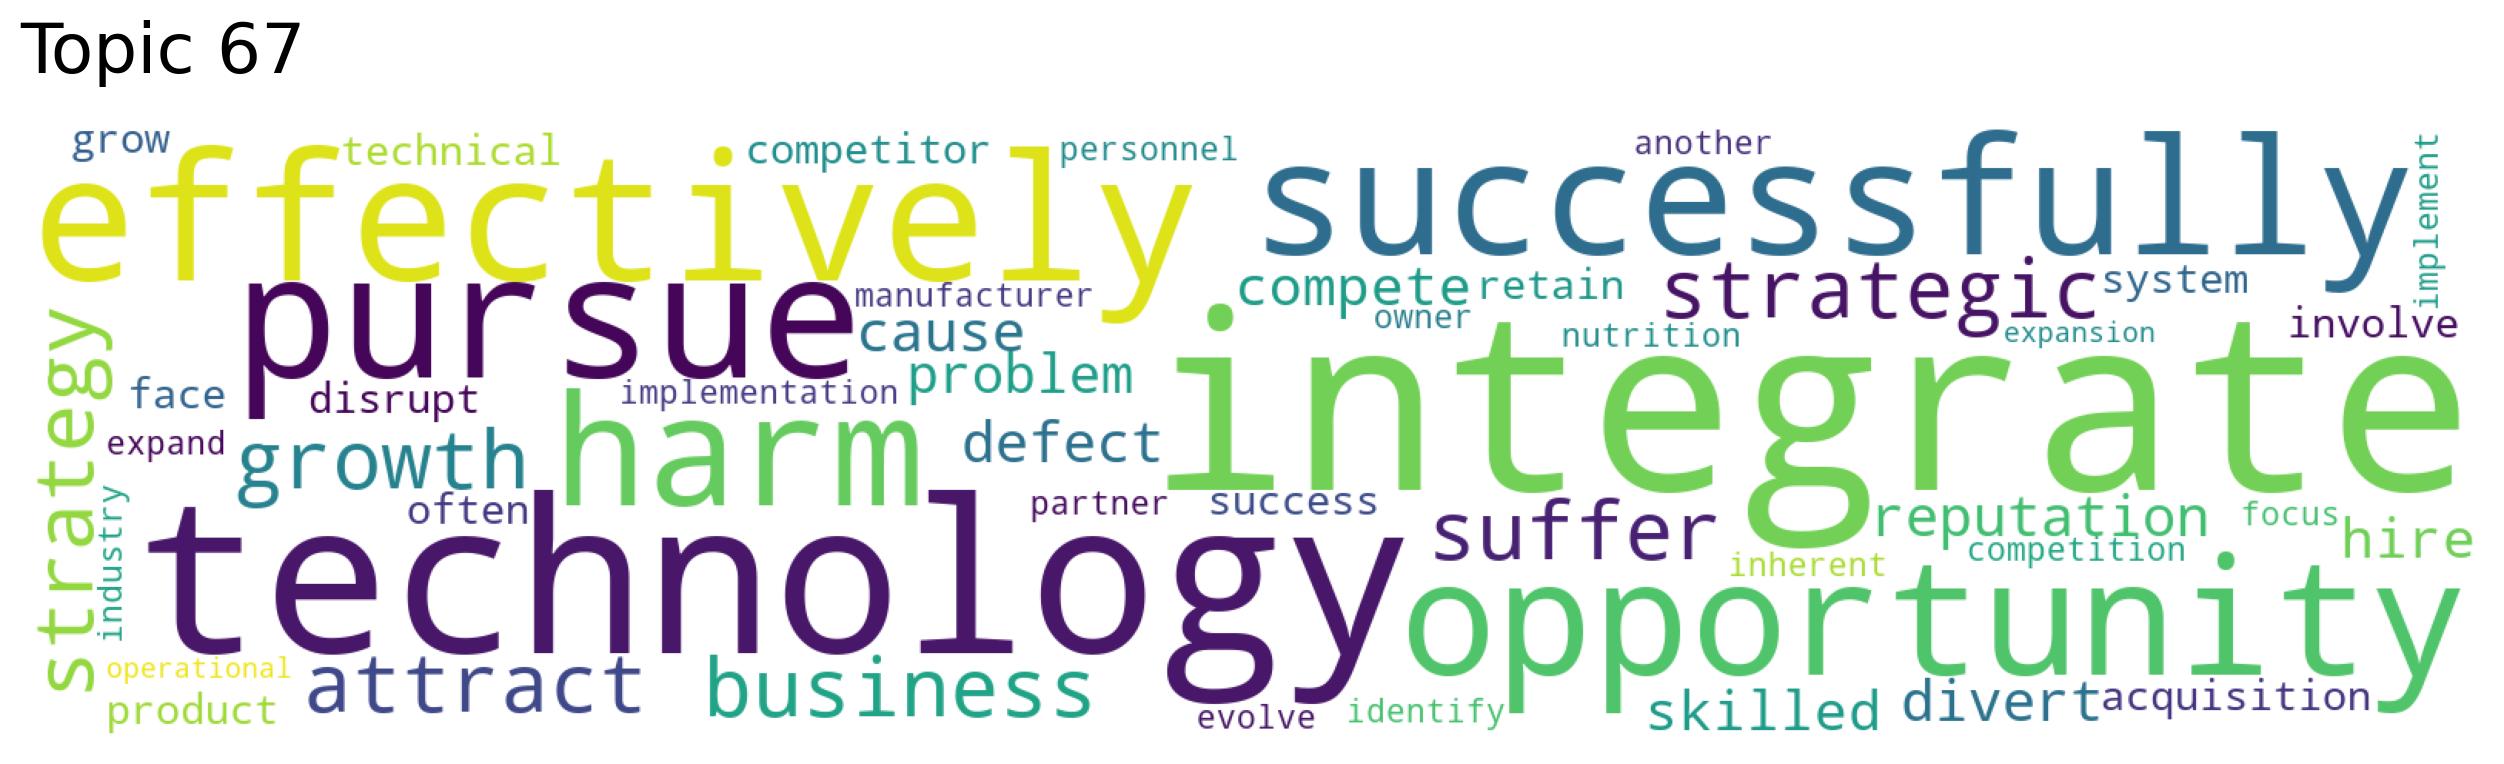 Topic 67
grow
technical
competitor
personnel
another
effectively
successfully
implement
pursue
manufacturer
compete
retain
strategic
system
cause
owner
nutrition
expansion
involve
strategy
face
disrupt
implementation
problem
integrate
expand
growth
harm
defect
industry
often
partner
success
suffer
reputation
focus
hire
technology
inherent
competition
opportunity
operational
product
attract
business
evolve
identify
skilled
divert
acquisition